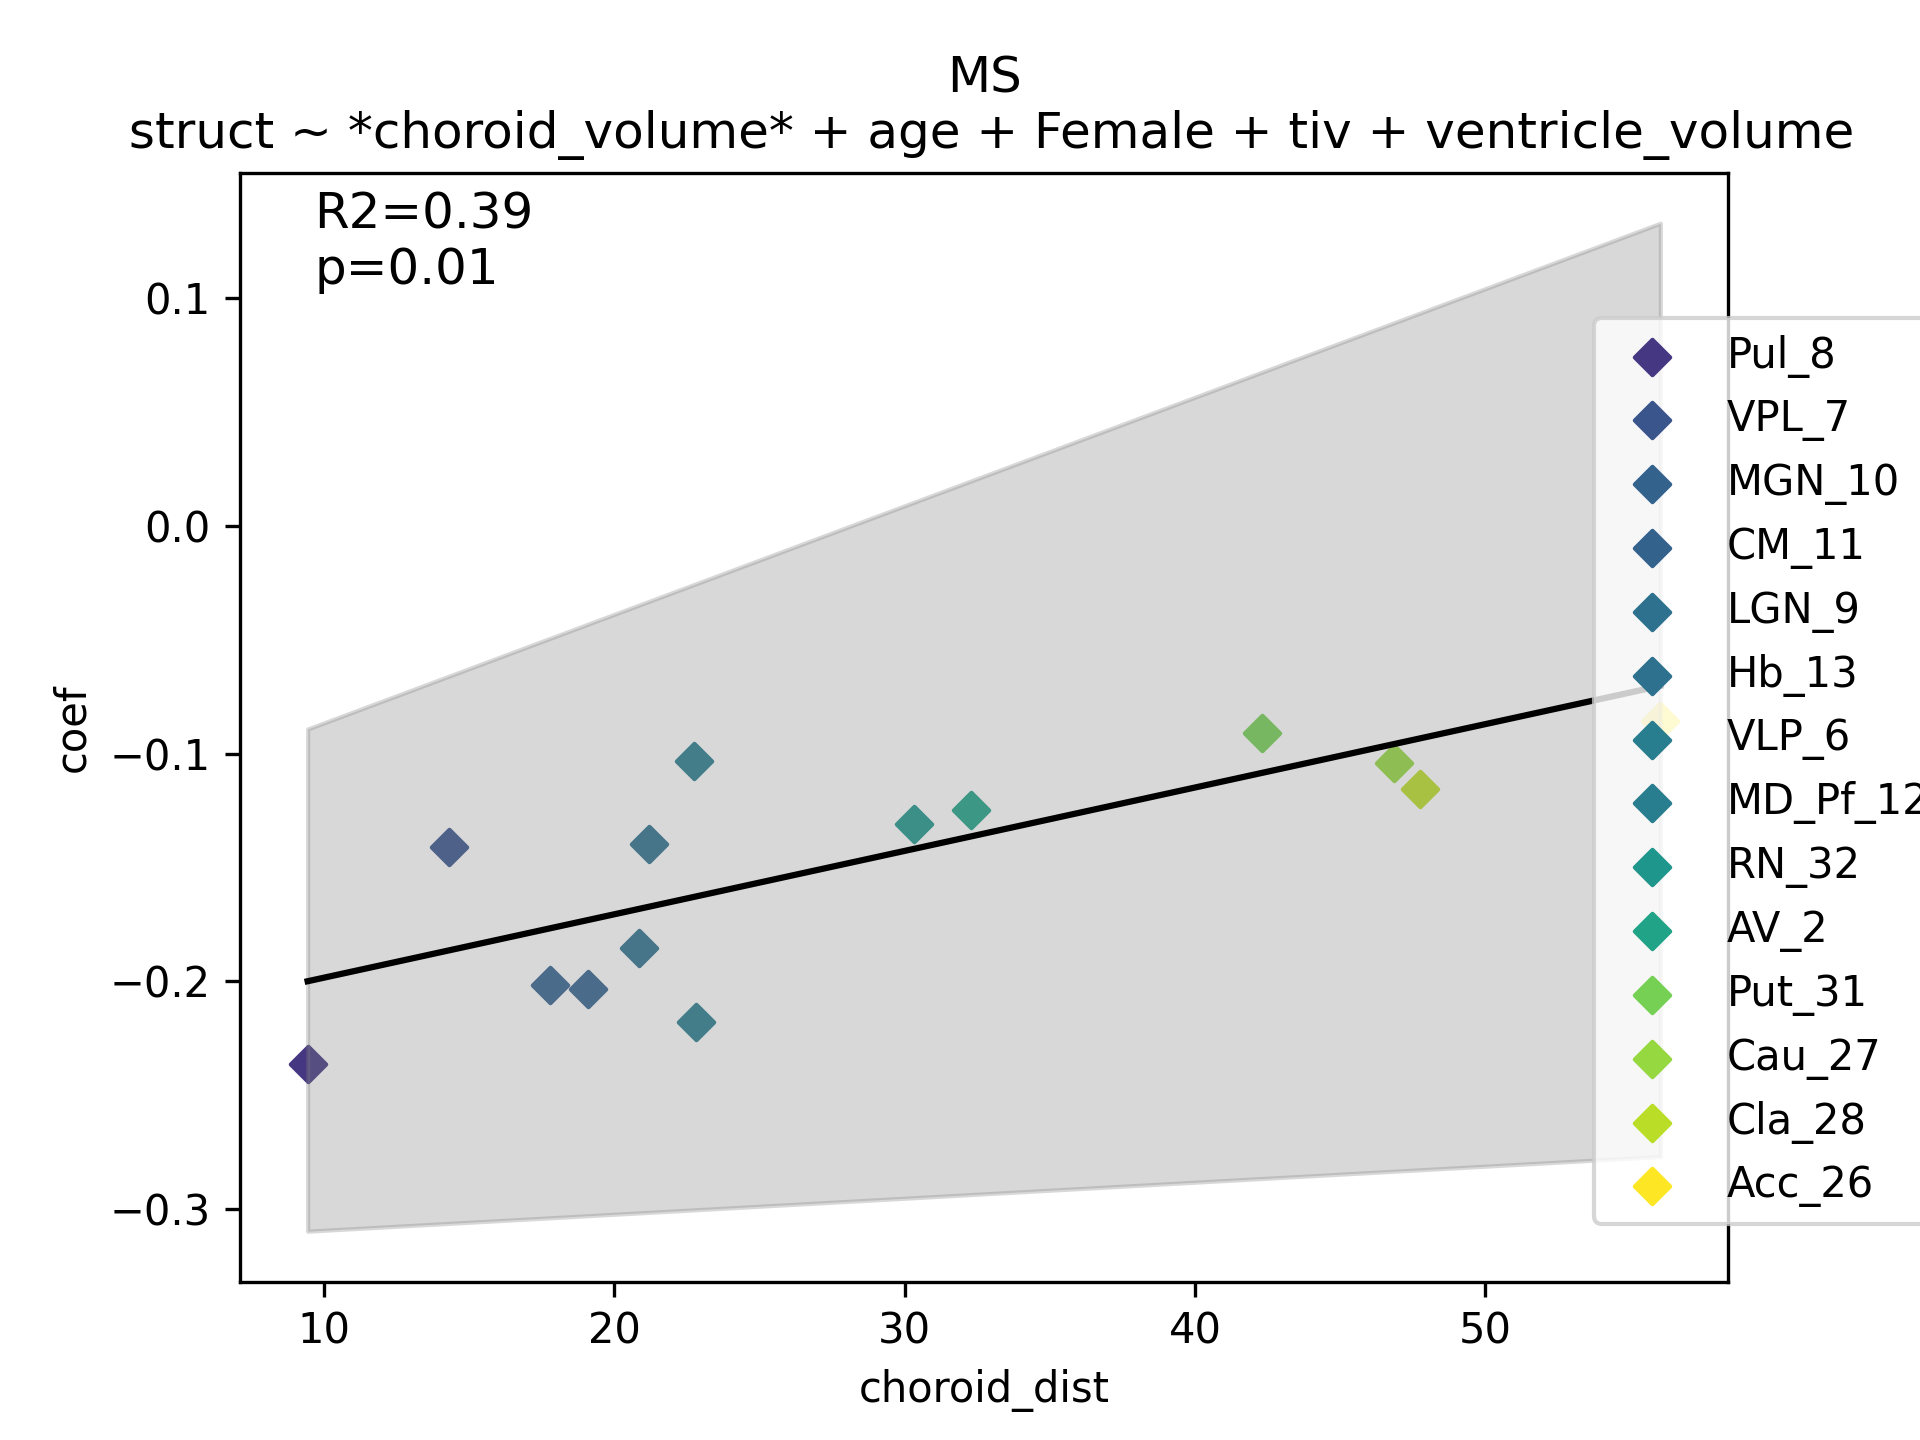 MS
struct ~ *choroid_volume* + age + Female + tiv + ventricle_volume
R2=0.39
p=0.01
0.1
0.0
−0.1
−0.2
−0.3
coef
10 20 30 40 50
choroid_dist
Pul_8
VPL_7
MGN_10
CM_11
LGN_9
Hb_13
VLP_6
MD_Pf_12
RN_32
AV_2
Put_31
Cau_27
Cla_28
Acc_26